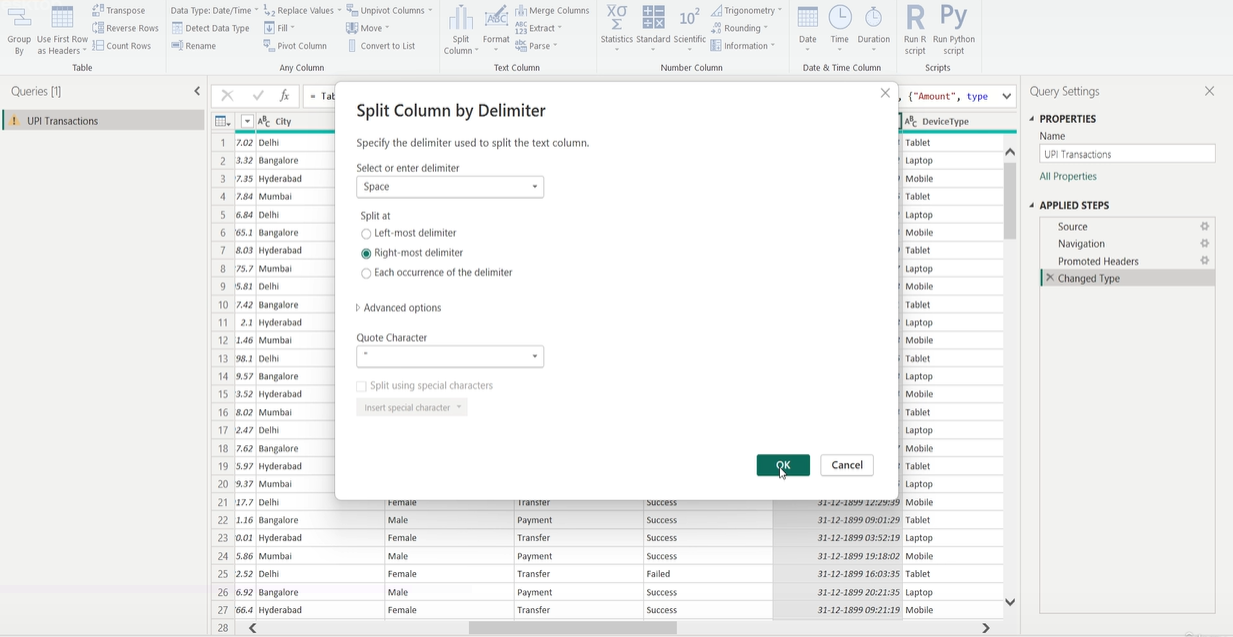 Group By
Use First Row as Headers
Transpose
Reverse Rows
Count Rows
Table
Data Type: Date/Time
Detect Data Type
Rename
Replace Values
Fill
Pivot Column
Unpivot Columns
Move
Convert to List
Any Column
Split Column
Format
Merge Columns
Extract
Parse
Text Column
Statistics
Standard
Scientific
Trigonometry
Rounding
Information
Number Column
Date
Time
Duration
Date & Time Column
Run R script
Run Python script
Scripts
Queries [1]
UPI Transactions
fx = Tab , {"Amount", type
City DeviceType
1 7.02 Delhi Tablet
2 3.32 Bangalore Laptop
3 7.35 Hyderabad Mobile
4 7.84 Mumbai Tablet
5 6.84 Delhi Laptop
6 65.1 Bangalore Mobile
7 8.03 Hyderabad Tablet
8 75.7 Mumbai Laptop
9 5.81 Delhi Mobile
10 7.42 Bangalore Tablet
11 2.1 Hyderabad Laptop
12 1.46 Mumbai Mobile
13 98.1 Delhi Tablet
14 9.57 Bangalore Laptop
15 3.52 Hyderabad Mobile
16 8.02 Mumbai Tablet
17 2.47 Delhi Laptop
18 7.62 Bangalore Mobile
19 5.97 Hyderabad Tablet
20 9.37 Mumbai Laptop
21 17.7 Delhi Female Transfer Success 31-12-1899 12:29:39 Mobile
22 1.16 Bangalore Male Payment Success 31-12-1899 09:01:29 Tablet
23 0.01 Hyderabad Female Transfer Success 31-12-1899 03:52:19 Laptop
24 5.86 Mumbai Male Payment Success 31-12-1899 19:18:02 Mobile
25 2.52 Delhi Female Transfer Failed 31-12-1899 16:03:35 Tablet
26 6.92 Bangalore Male Payment Success 31-12-1899 20:21:35 Laptop
27 66.4 Hyderabad Female Transfer Success 31-12-1899 09:21:19 Mobile
28
Split Column by Delimiter
Specify the delimiter used to split the text column.
Select or enter delimiter
Space
Split at
Left-most delimiter
Right-most delimiter
Each occurrence of the delimiter
Advanced options
Quote Character
"
Split using special characters
Insert special character
OK
Cancel
Query Settings
PROPERTIES
Name
UPI Transactions
All Properties
APPLIED STEPS
Source
Navigation
Promoted Headers
Changed Type